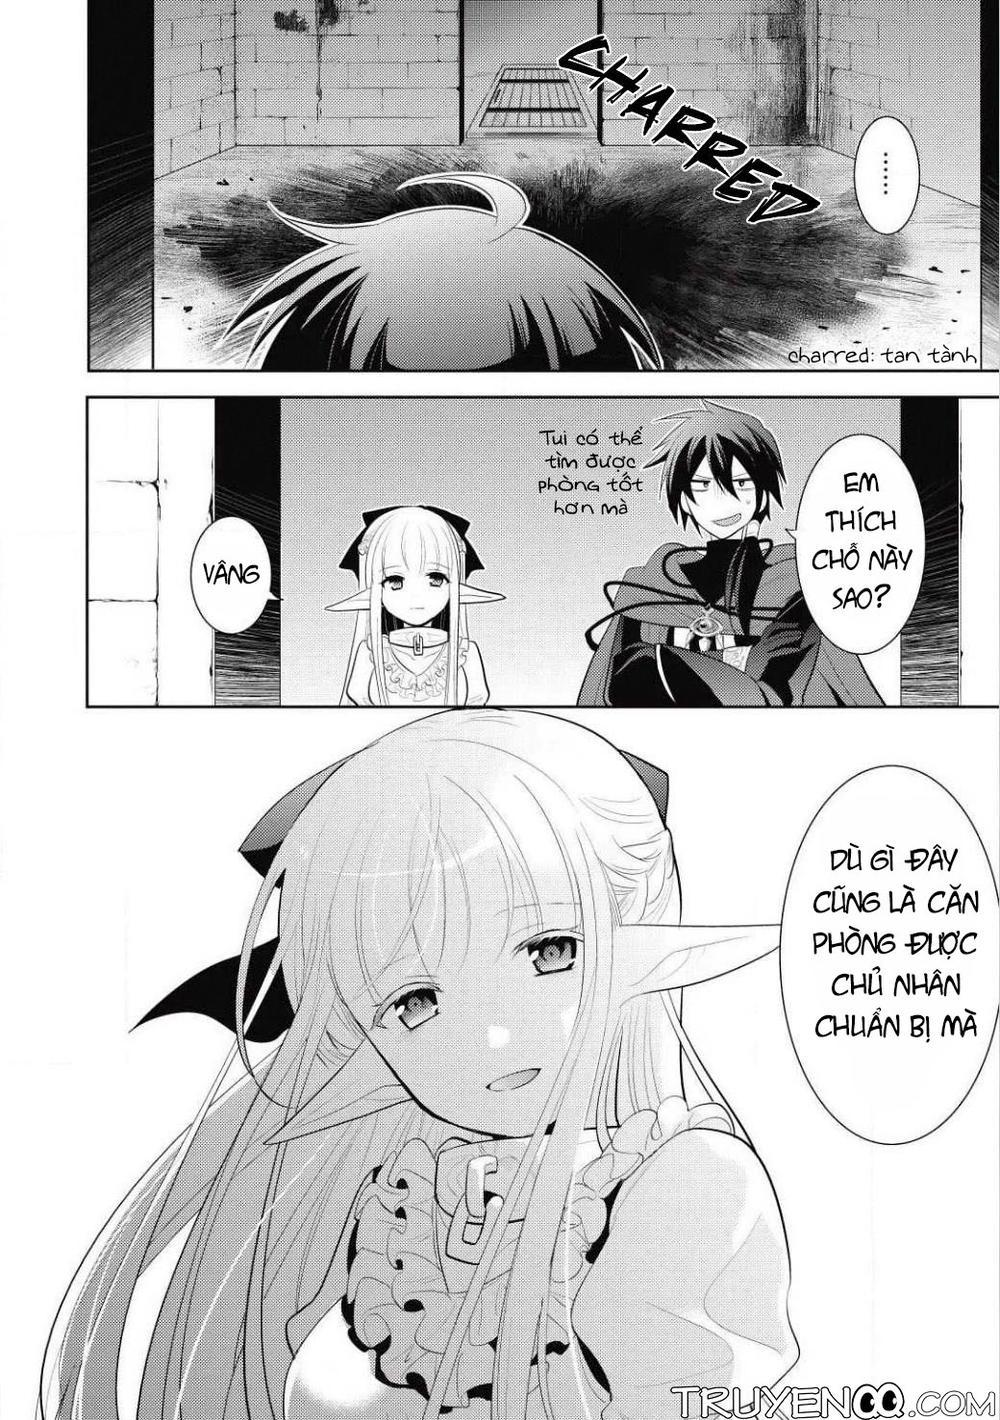 CHARRED
......
charred: tan tành
EM
THÍCH
CHỖ NÀY
SAO?
Tui có thể
tìm được
phòng tốt
hơn mà
VÂNG
DÙ GÌ ĐÂY
CŨNG LÀ CĂN
PHÒNG ĐƯỢC
CHỦ NHÂN
CHUẨN BỊ MÀ
TRUYENQQ.COM